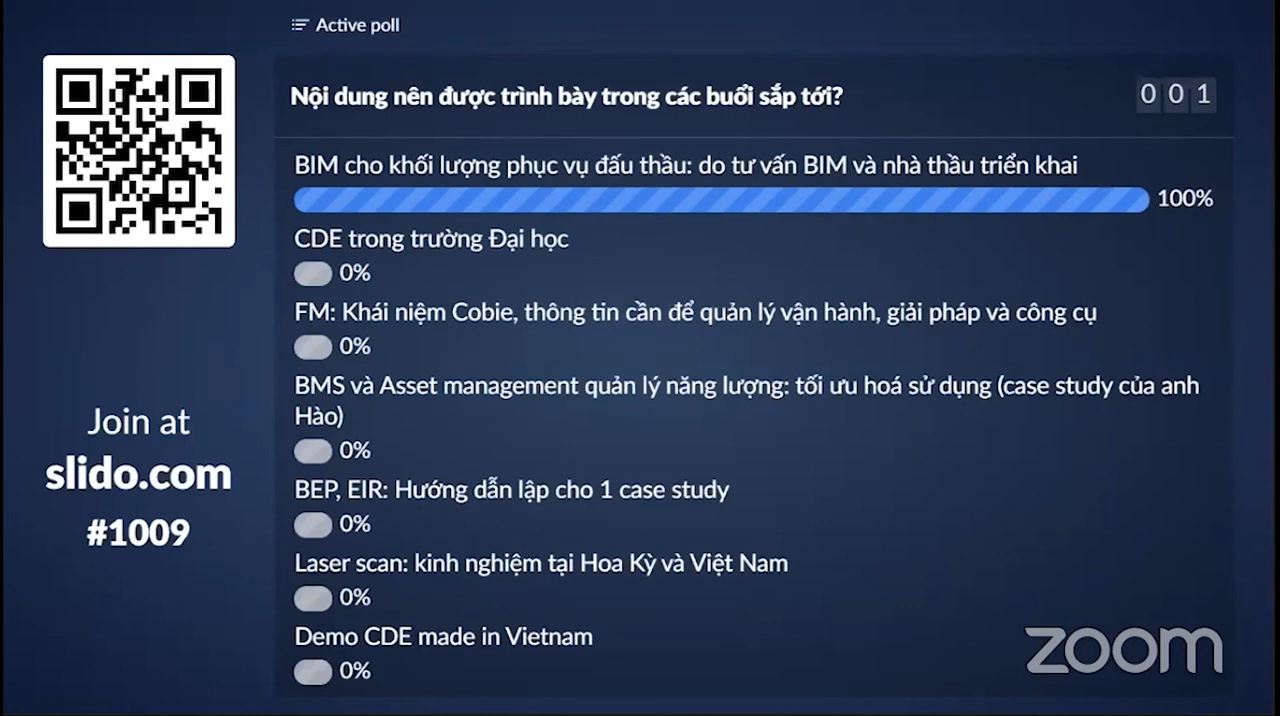 Active poll
Nội dung nên được trình bày trong các buổi sắp tới?
001
BIM cho khối lượng phục vụ đấu thầu: do tư vấn BIM và nhà thầu triển khai
100%
CDE trong trường Đại học
0%
FM: Khái niệm Cobie, thông tin cần để quản lý vận hành, giải pháp và công cụ
0%
BMS và Asset management quản lý năng lượng: tối ưu hoá sử dụng (case study của anh
Hào)
0%
BEP, EIR: Hướng dẫn lập cho 1 case study
0%
Laser scan: kinh nghiệm tại Hoa Kỳ và Việt Nam
0%
Demo CDE made in Vietnam
0%
Join at
slido.com
#1009
zoom